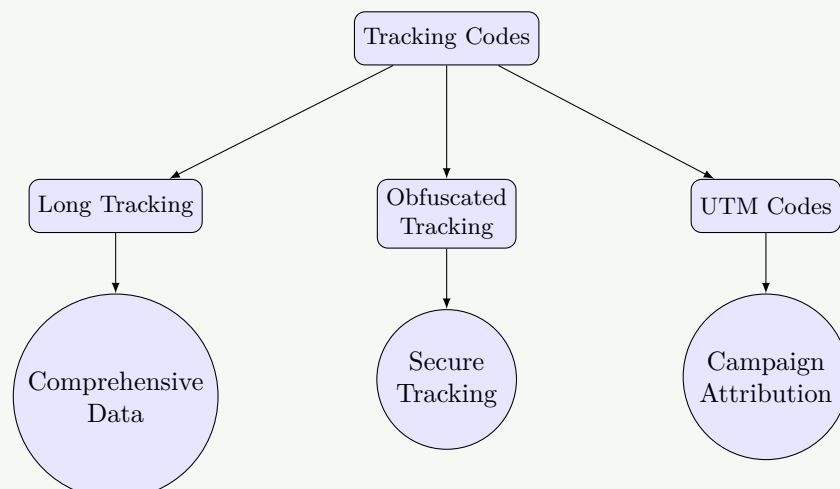 Tracking Codes
Long Tracking
Obfuscated
Tracking
UTM Codes
Comprehensive
Data
Secure
Tracking
Campaign
Attribution